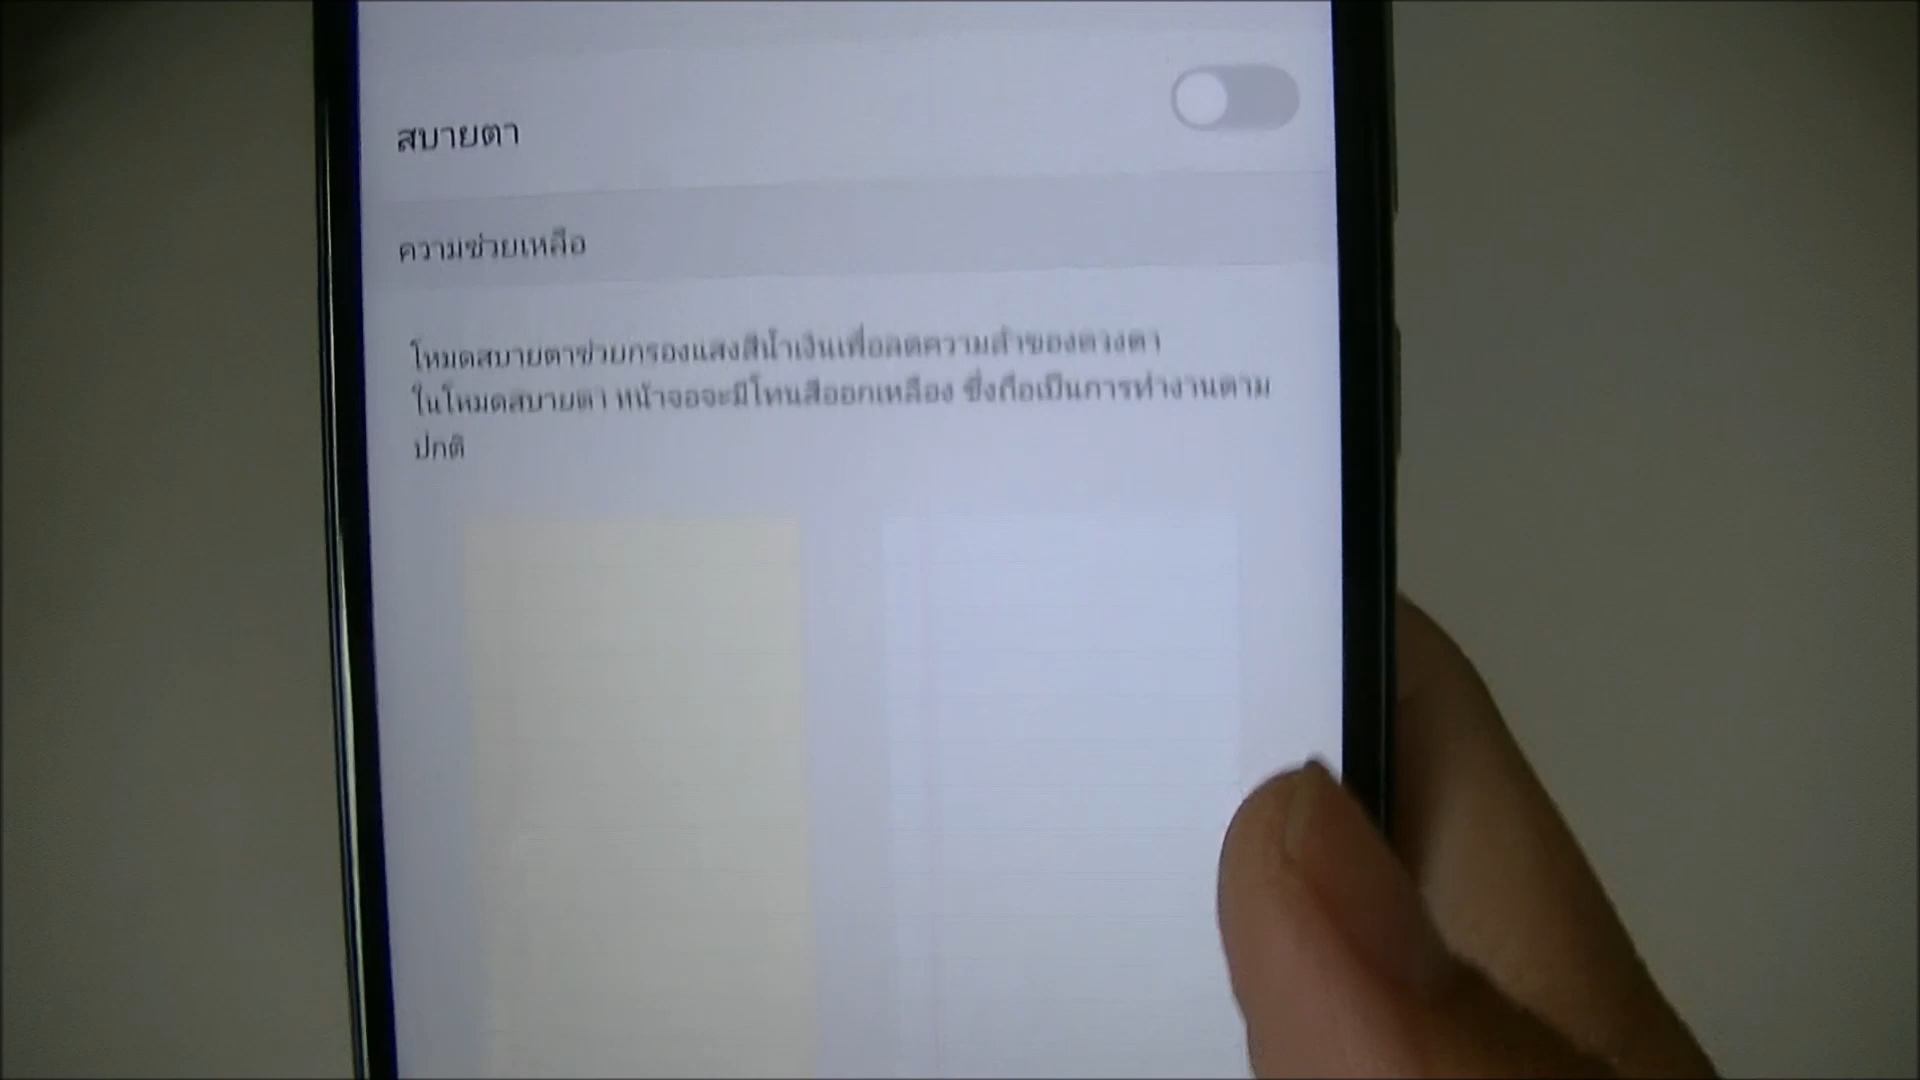 สบายตา
ความช่วยเหลือ
โหมดสบายตาช่วยกรองแสงสีน้ำเงินเพื่อลดความล้าของดวงตา
ในโหมดสบายตา หน้าจอจะมีโทนสีออกเหลือง ซึ่งถือเป็นการทำงานตาม
ปกติ